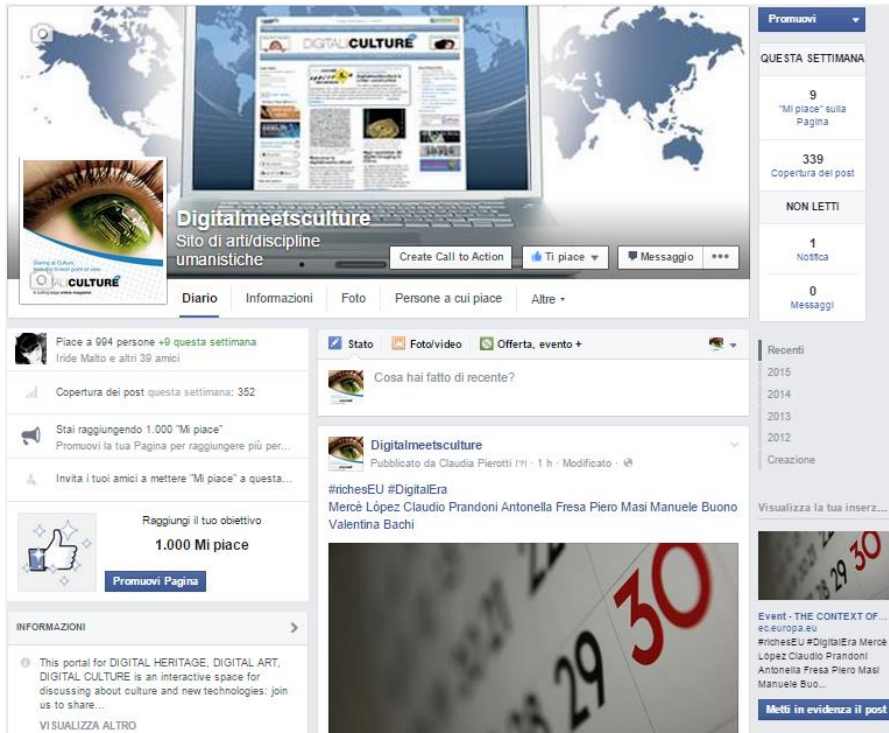 DIGITALICULTURE
Digitalmeetsculture
Sito di arti/discipline
umanistiche
CULTURE
Create Call to Action
Ti piace
Messaggio
Diario
Informazioni
Foto
Persone a cui piace
Altre
Piace a 994 persone +9 questa settimana
Iride Malto e altri 39 amici
Copertura dei post questa settimana: 352
Stai raggiungendo 1.000 "Mi piace"
Promuovi la tua Pagina per raggiungere più per...
Invita i tuoi amici a mettere "Mi piace" a questa...
Raggiungi il tuo obiettivo
1.000 Mi piace
Promuovi Pagina
INFORMAZIONI
This portal for DIGITAL HERITAGE, DIGITAL ART,
DIGITAL CULTURE is an interactive space for
discussing about culture and new technologies: join
us to share...
VISUALIZZA ALTRO
Stato
Foto/video
Offerta, evento +
Cosa hai fatto di recente?
Digitalmeetsculture
Pubblicato da Claudia Pierotti [?] · 1 h · Modificato ·
#richesEU #DigitalEra
Mercè López Claudio Prandoni Antonella Fresa Piero Masi Manuele Buono
Valentina Bachi
22
28 29 30
Promuovi
QUESTA SETTIMANA
9
"Mi piace" sulla
Pagina
339
Copertura dei post
NON LETTI
1
Notifica
0
Messaggi
Recenti
2015
2014
2013
2012
Creazione
Visualizza la tua inserz...
28 29 30
Event - THE CONTEXT OF...
ec.europa.eu
#richesEU #DigitalEra Mercè
López Claudio Prandoni
Antonella Fresa Piero Masi
Manuele Buo...
Metti in evidenza il post